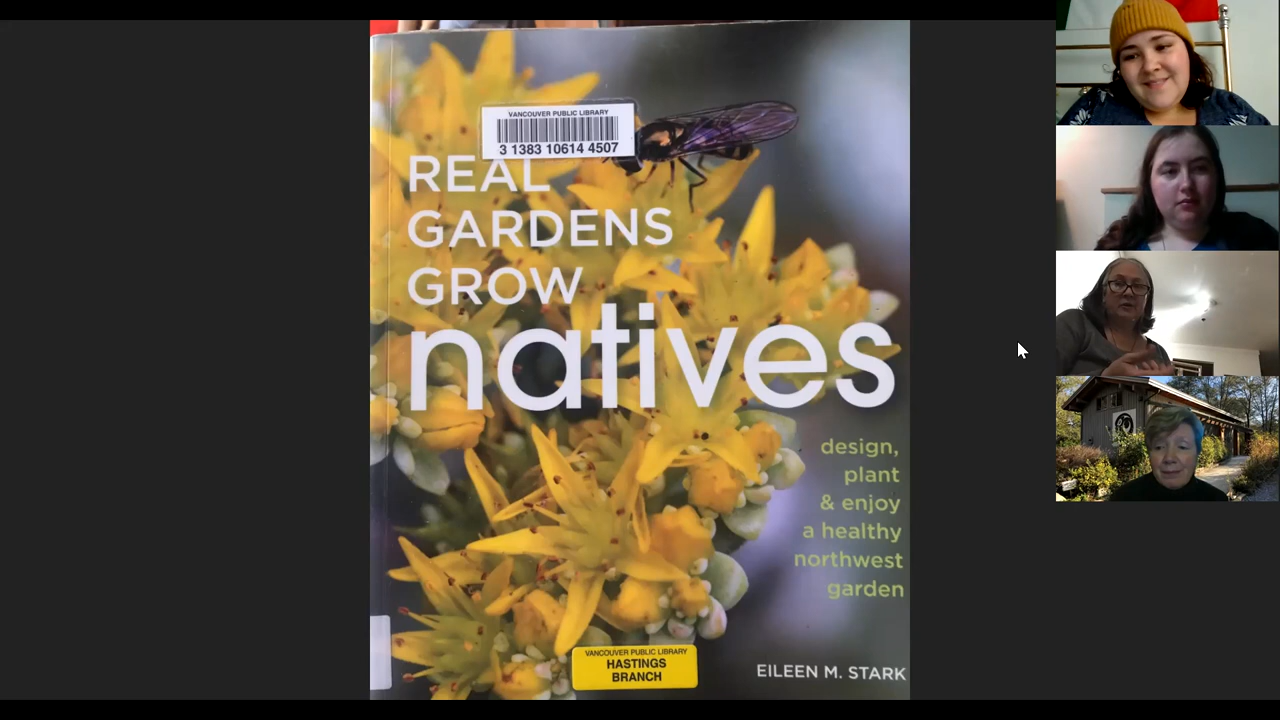 VANCOUVER PUBLIC LIBRARY
3 1383 10614 4507
REAL
GARDENS
GROW
natives
design,
plant
& enjoy
a healthy
northwest
garden
VANCOUVER PUBLIC LIBRARY
HASTINGS
BRANCH
EILEEN M. STARK